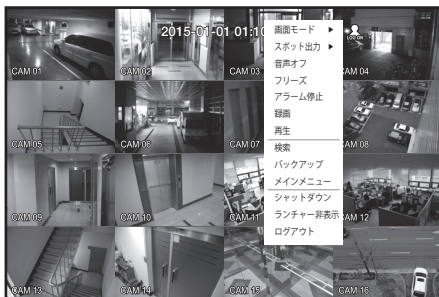 2015-01-01 01:10
LOG ON
CAM 01
CAM 02
CAM 03
CAM 04
CAM 05
CAM 06
CAM 07
CAM 08
CAM 09
CAM 10
CAM 11
CAM 12
CAM 13
CAM 14
CAM 15
CAM 16
画面モード ▶
スポット出力 ▶
音声オフ
フリーズ
アラーム停止
録画
再生
検索
バックアップ
メインメニュー
シャットダウン
ランチャー非表示
ログアウト